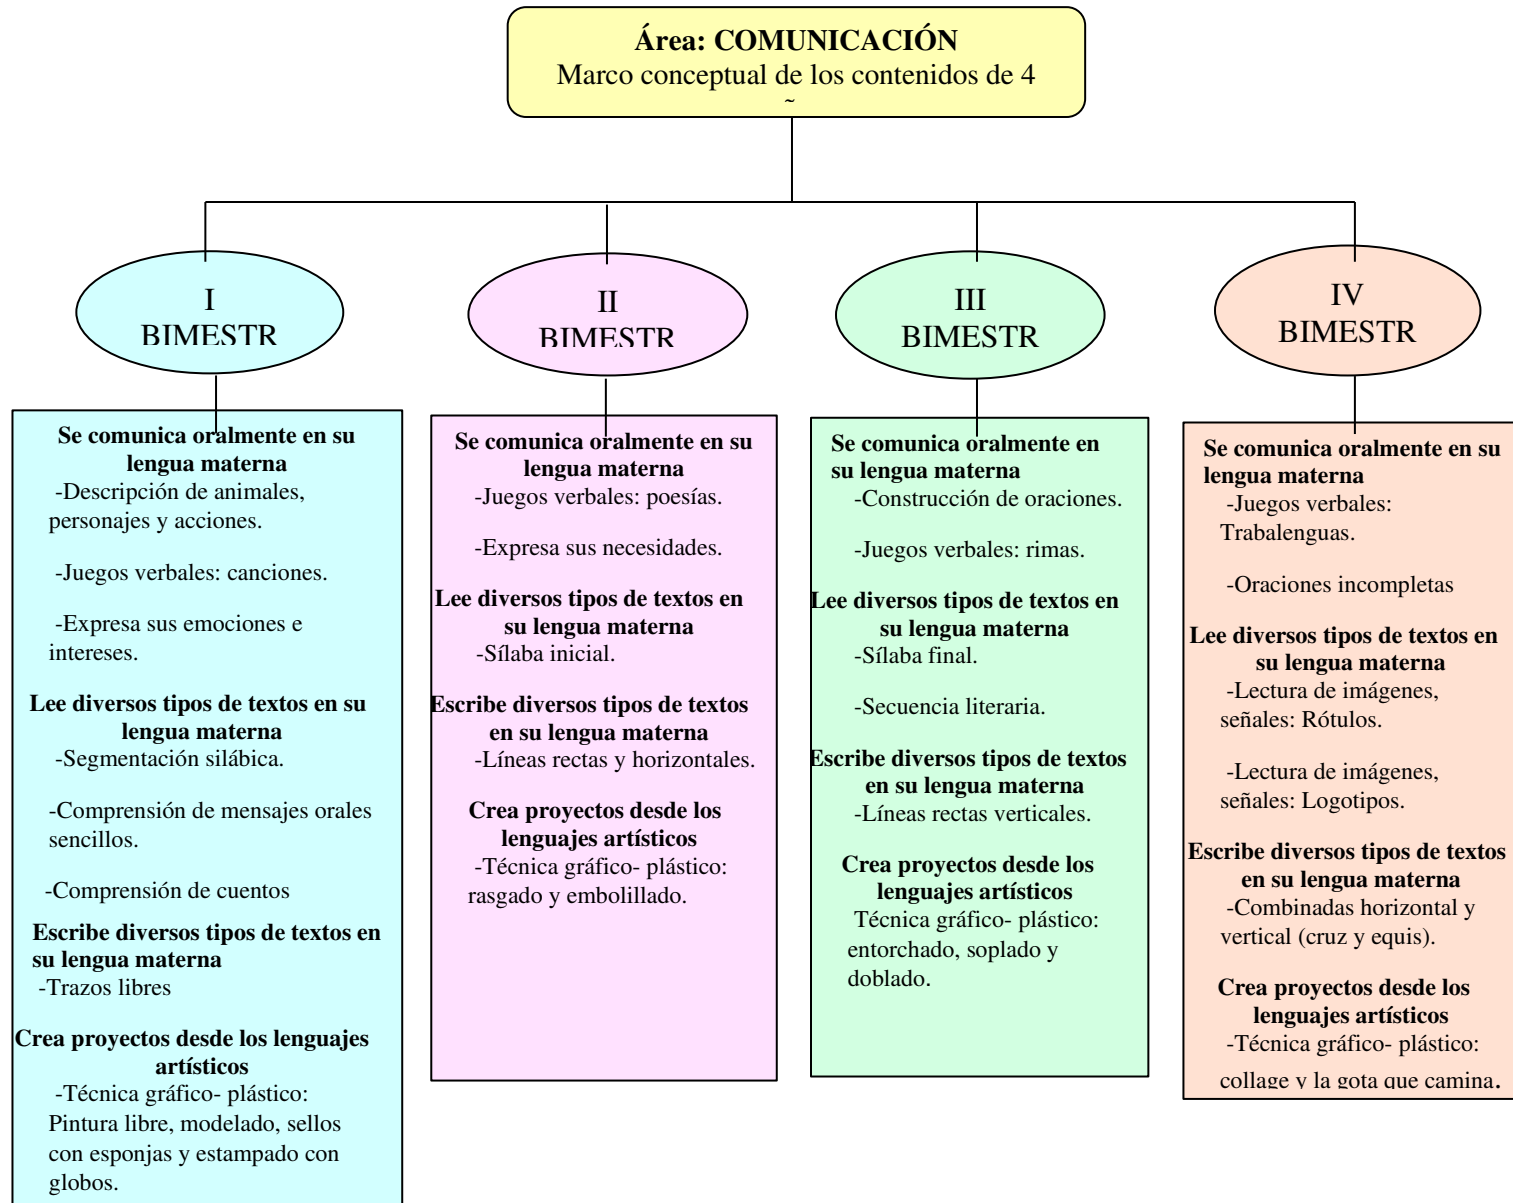 Área: COMUNICACIÓN
Marco conceptual de los contenidos de 4
I
BIMESTR
Se comunica oralmente en su
lengua materna
-Descripción de animales,
personajes y acciones.
-Juegos verbales: canciones.
-Expresa sus emociones e
intereses.
Lee diversos tipos de textos en su
lengua materna
-Segmentación silábica.
-Comprensión de mensajes orales
sencillos.
-Comprensión de cuentos
Escribe diversos tipos de textos en
su lengua materna
-Trazos libres
Crea proyectos desde los lenguajes
artísticos
-Técnica gráfico- plástico:
Pintura libre, modelado, sellos
con esponjas y estampado con
globos.
II
BIMESTR
Se comunica oralmente en su
lengua materna
-Juegos verbales: poesías.
-Expresa sus necesidades.
Lee diversos tipos de textos en
su lengua materna
-Sílaba inicial.
Escribe diversos tipos de textos
en su lengua materna
-Líneas rectas y horizontales.
Crea proyectos desde los
lenguajes artísticos
-Técnica gráfico- plástico:
rasgado y embolillado.
III
BIMESTR
Se comunica oralmente en
su lengua materna
-Construcción de oraciones.
-Juegos verbales: rimas.
Lee diversos tipos de textos en
su lengua materna
-Sílaba final.
-Secuencia literaria.
Escribe diversos tipos de textos
en su lengua materna
-Líneas rectas verticales.
Crea proyectos desde los
lenguajes artísticos
Técnica gráfico- plástico:
entorchado, soplado y
doblado.
IV
BIMESTR
Se comunica oralmente en su
lengua materna
-Juegos verbales:
Trabalenguas.
-Oraciones incompletas
Lee diversos tipos de textos en
su lengua materna
-Lectura de imágenes,
señales: Rótulos.
-Lectura de imágenes,
señales: Logotipos.
Escribe diversos tipos de textos
en su lengua materna
-Combinadas horizontal y
vertical (cruz y equis).
Crea proyectos desde los
lenguajes artísticos
-Técnica gráfico- plástico:
collage y la gota que camina.